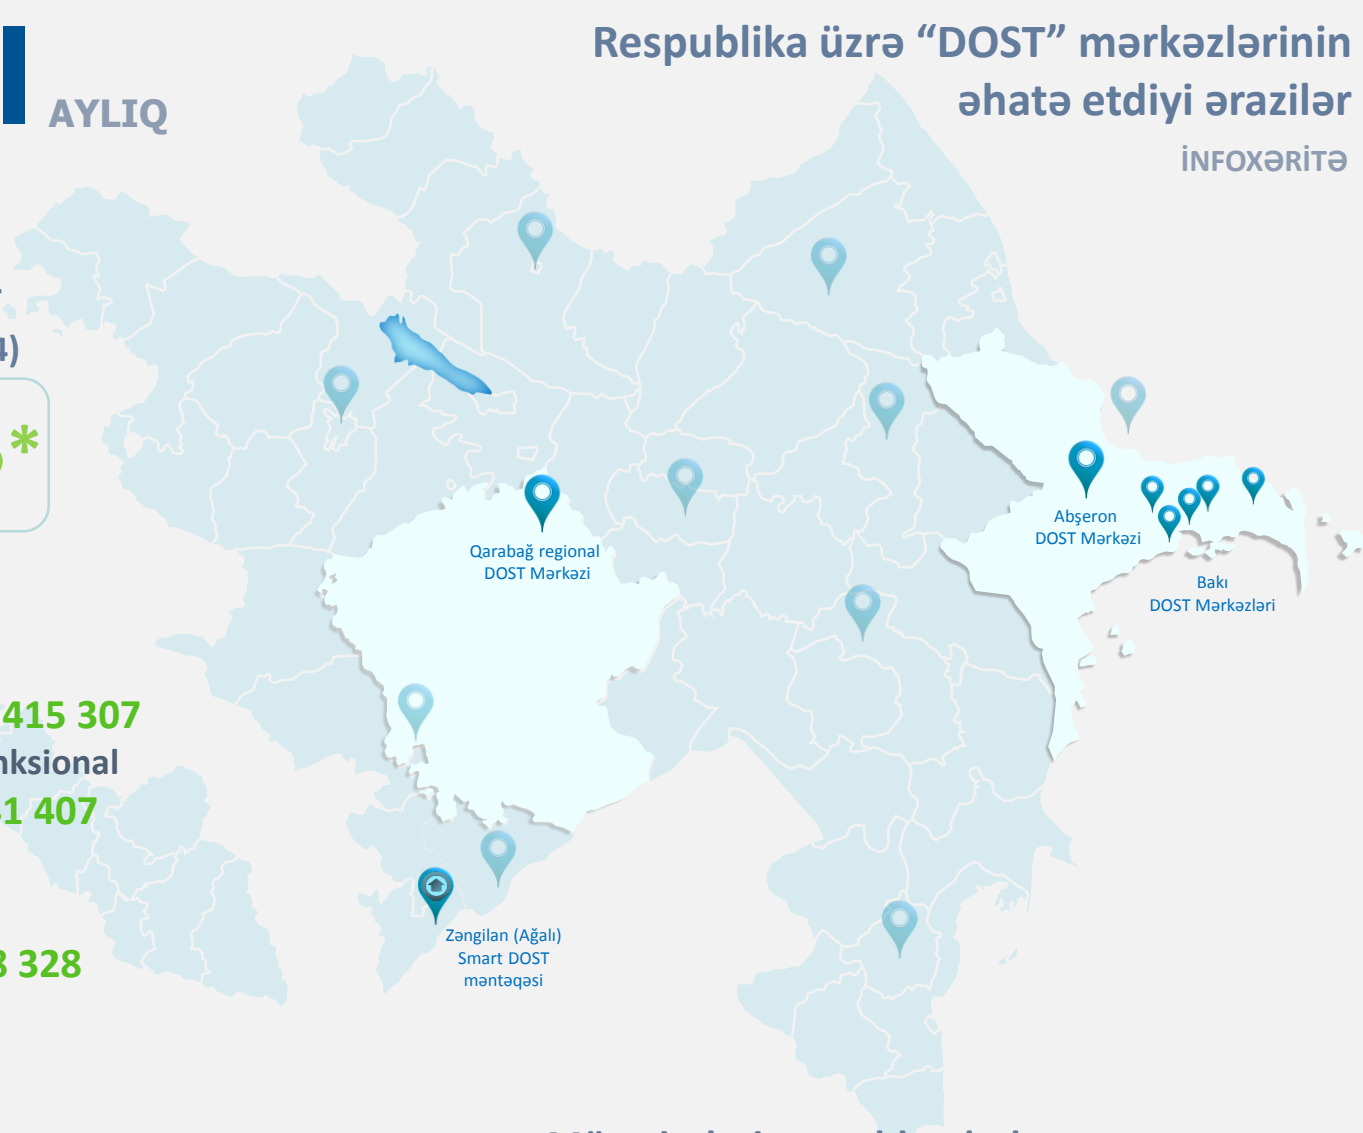 Respublika üzrə “DOST” mərkəzlərinin
əhatə etdiyi ərazilər
İNFOXƏRİTƏ
AYLIQ
4)
*
415 307
nksional
1 407
328
Qarabağ regional
DOST Mərkəzi
Abşeron
DOST Mərkəzi
Bakı
DOST Mərkəzləri
Zəngilan (Ağalı)
Smart DOST
məntəqəsi